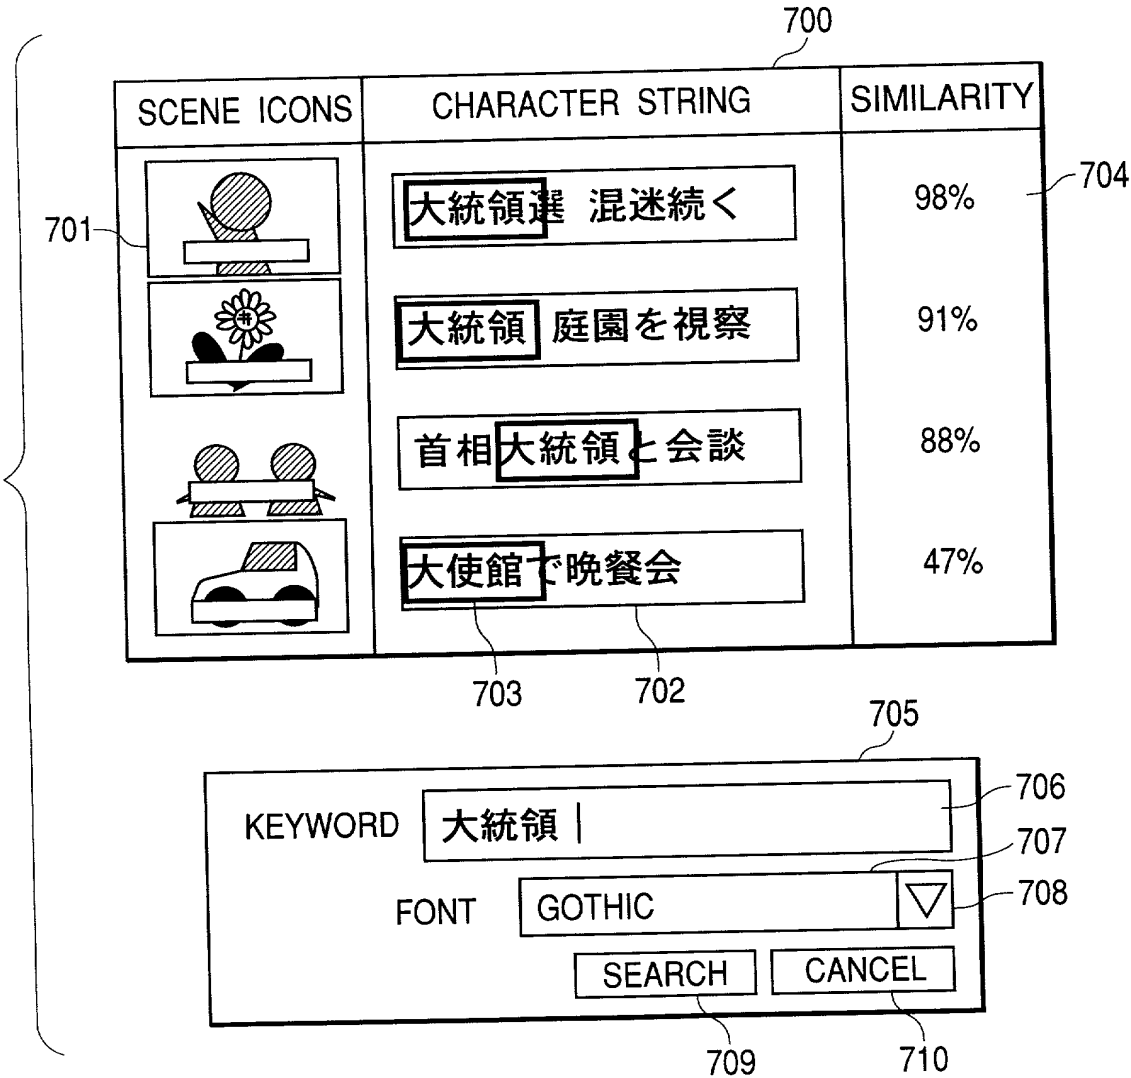 700
SCENE ICONS CHARACTER STRING SIMILARITY
701
大統領選 混迷続く 98%
704
大統領 庭園を視察 91%
首相大統領と会談 88%
大使館で晩餐会 47%
703 702
705
KEYWORD 大統領
706
707
FONT GOTHIC
708
SEARCH CANCEL
709 710